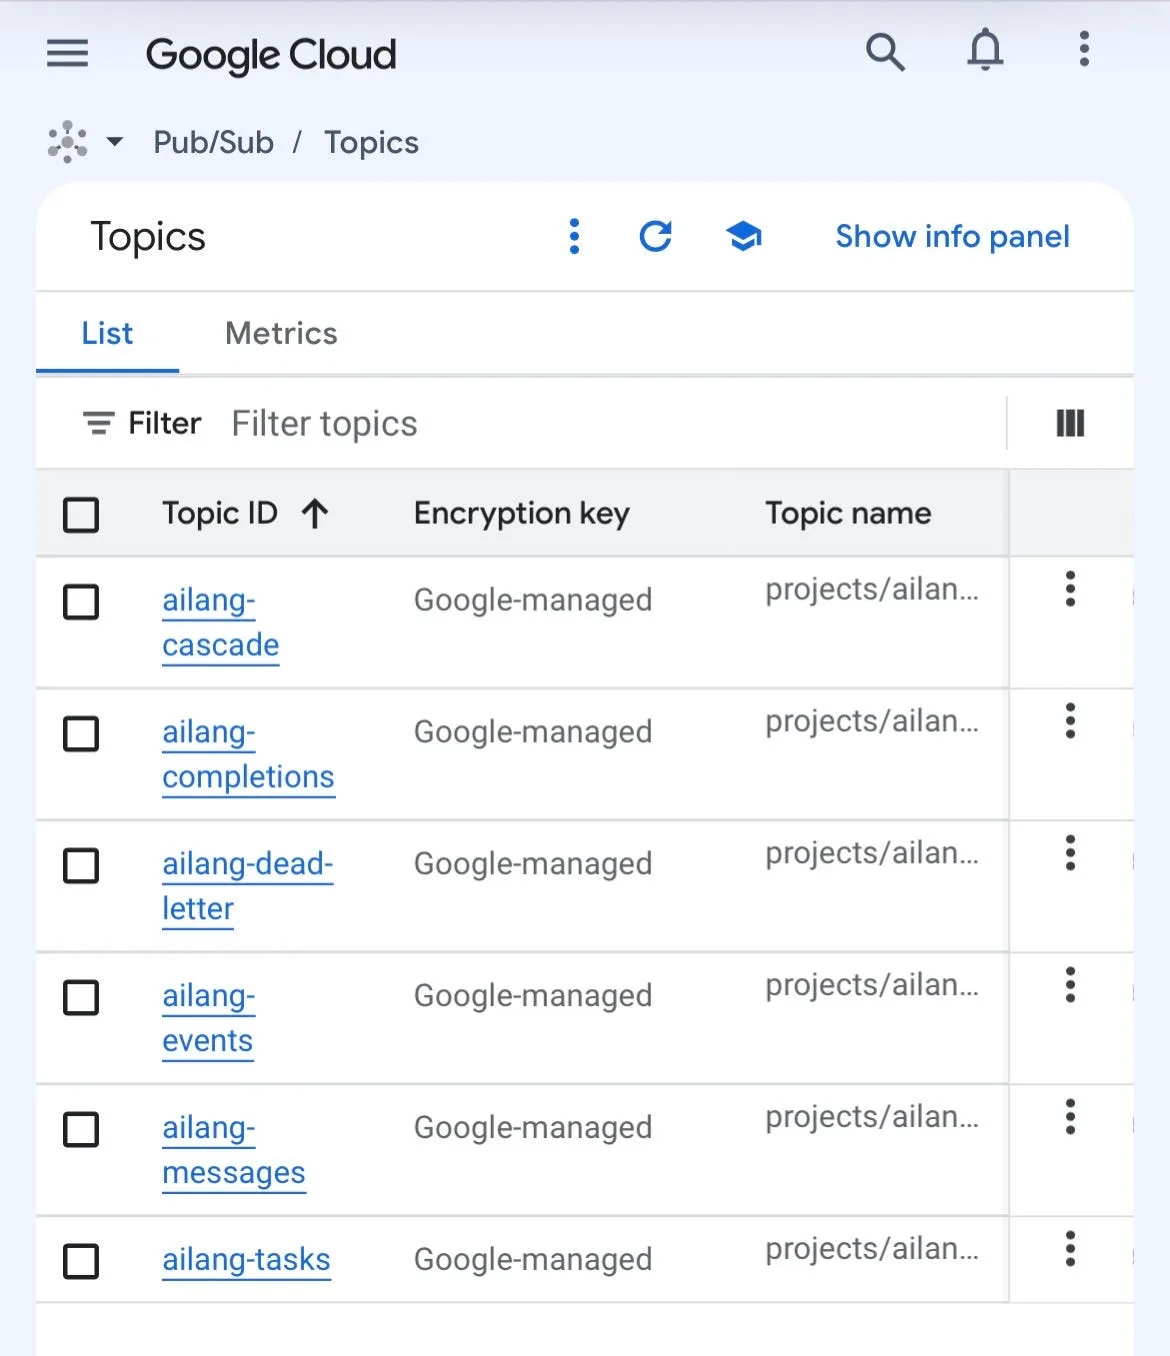 Google Cloud
Pub/Sub / Topics
Topics
Show info panel
List
Metrics
Filter
Filter topics
Topic ID
Encryption key
Topic name
ailang-
cascade
Google-managed
projects/ailan...
ailang-
completions
Google-managed
projects/ailan...
ailang-dead-
letter
Google-managed
projects/ailan...
ailang-
events
Google-managed
projects/ailan...
ailang-
messages
Google-managed
projects/ailan...
ailang-tasks
Google-managed
projects/ailan...